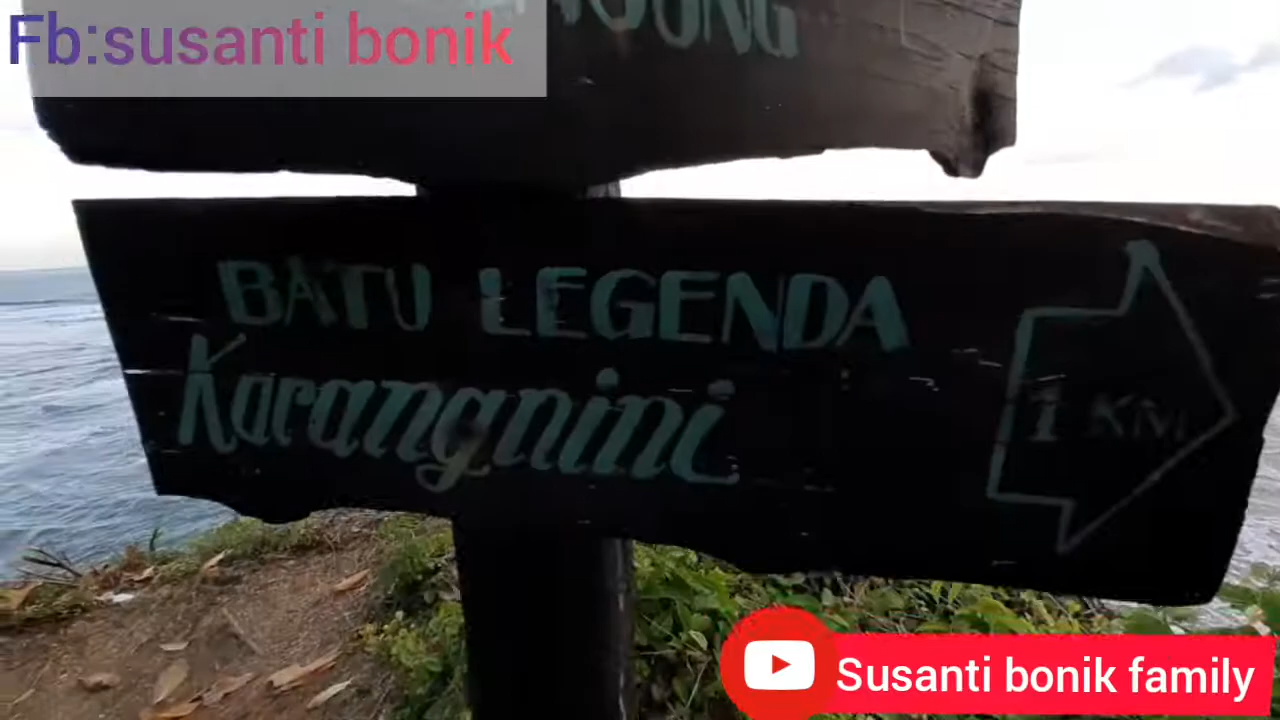 Fb:susanti bonik
BATU LEGENDA
Karangnini
1 KM
Susanti bonik family